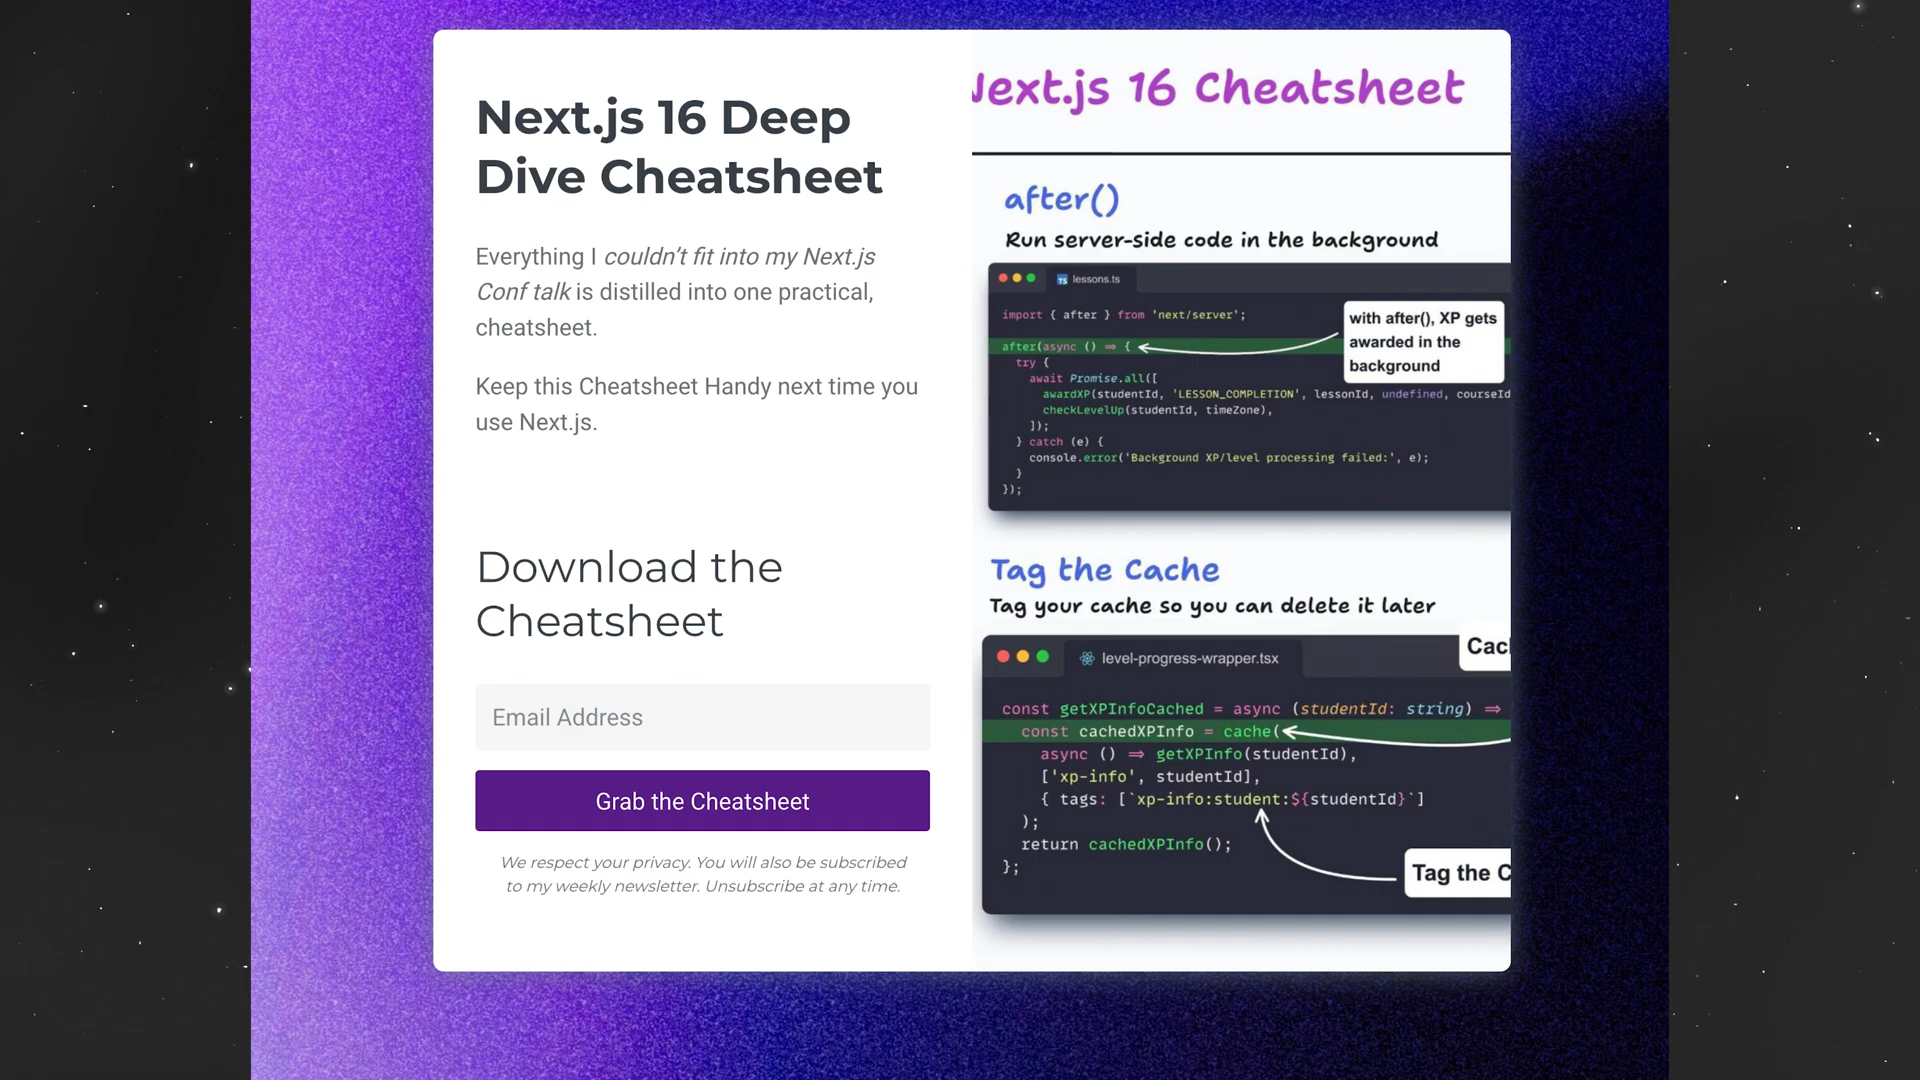 Next.js 16 Deep
Dive Cheatsheet
Everything I couldn’t fit into my Next.js
Conf talk is distilled into one practical,
cheatsheet.
Keep this Cheatsheet Handy next time you
use Next.js.
Download the
Cheatsheet
Email Address
Grab the Cheatsheet
We respect your privacy. You will also be subscribed
to my weekly newsletter. Unsubscribe at any time.
Next.js 16 Cheatsheet
after()
Run server-side code in the background
TS lessons.ts
import { after } from 'next/server';
after(async () => {
try {
await Promise.all([
awardXP(studentId, 'LESSON_COMPLETION', lessonId, undefined, courseId
checkLevelUp(studentId, timeZone),
]);
} catch (e) {
console.error('Background XP/level processing failed:', e);
}
});
with after(), XP gets
awarded in the
background
Tag the Cache
Tag your cache so you can delete it later
level-progress-wrapper.tsx
Cac
const getXPInfoCached = async (studentId: string) =>
const cachedXPInfo = cache(
async () => getXPInfo(studentId),
['xp-info', studentId],
{ tags: [`xp-info:student:${studentId}`]
);
return cachedXPInfo();
};
Tag the C